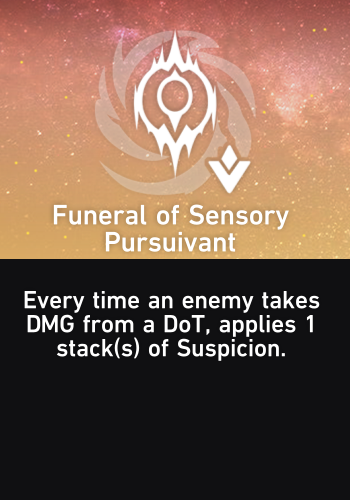 Funeral of Sensory
Pursuivant
Every time an enemy takes
DMG from a DoT, applies 1
stack(s) of Suspicion.